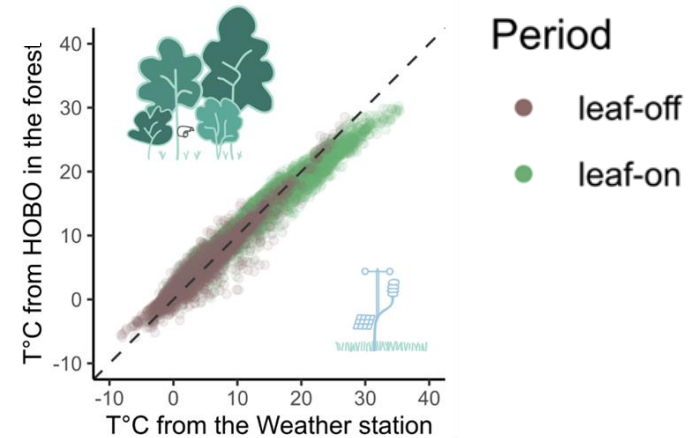 Period
leaf-off
leaf-on
T°C from HOBO in the forest
40
30
20
10
0
-10
-10 0 10 20 30 40
T°C from the Weather station